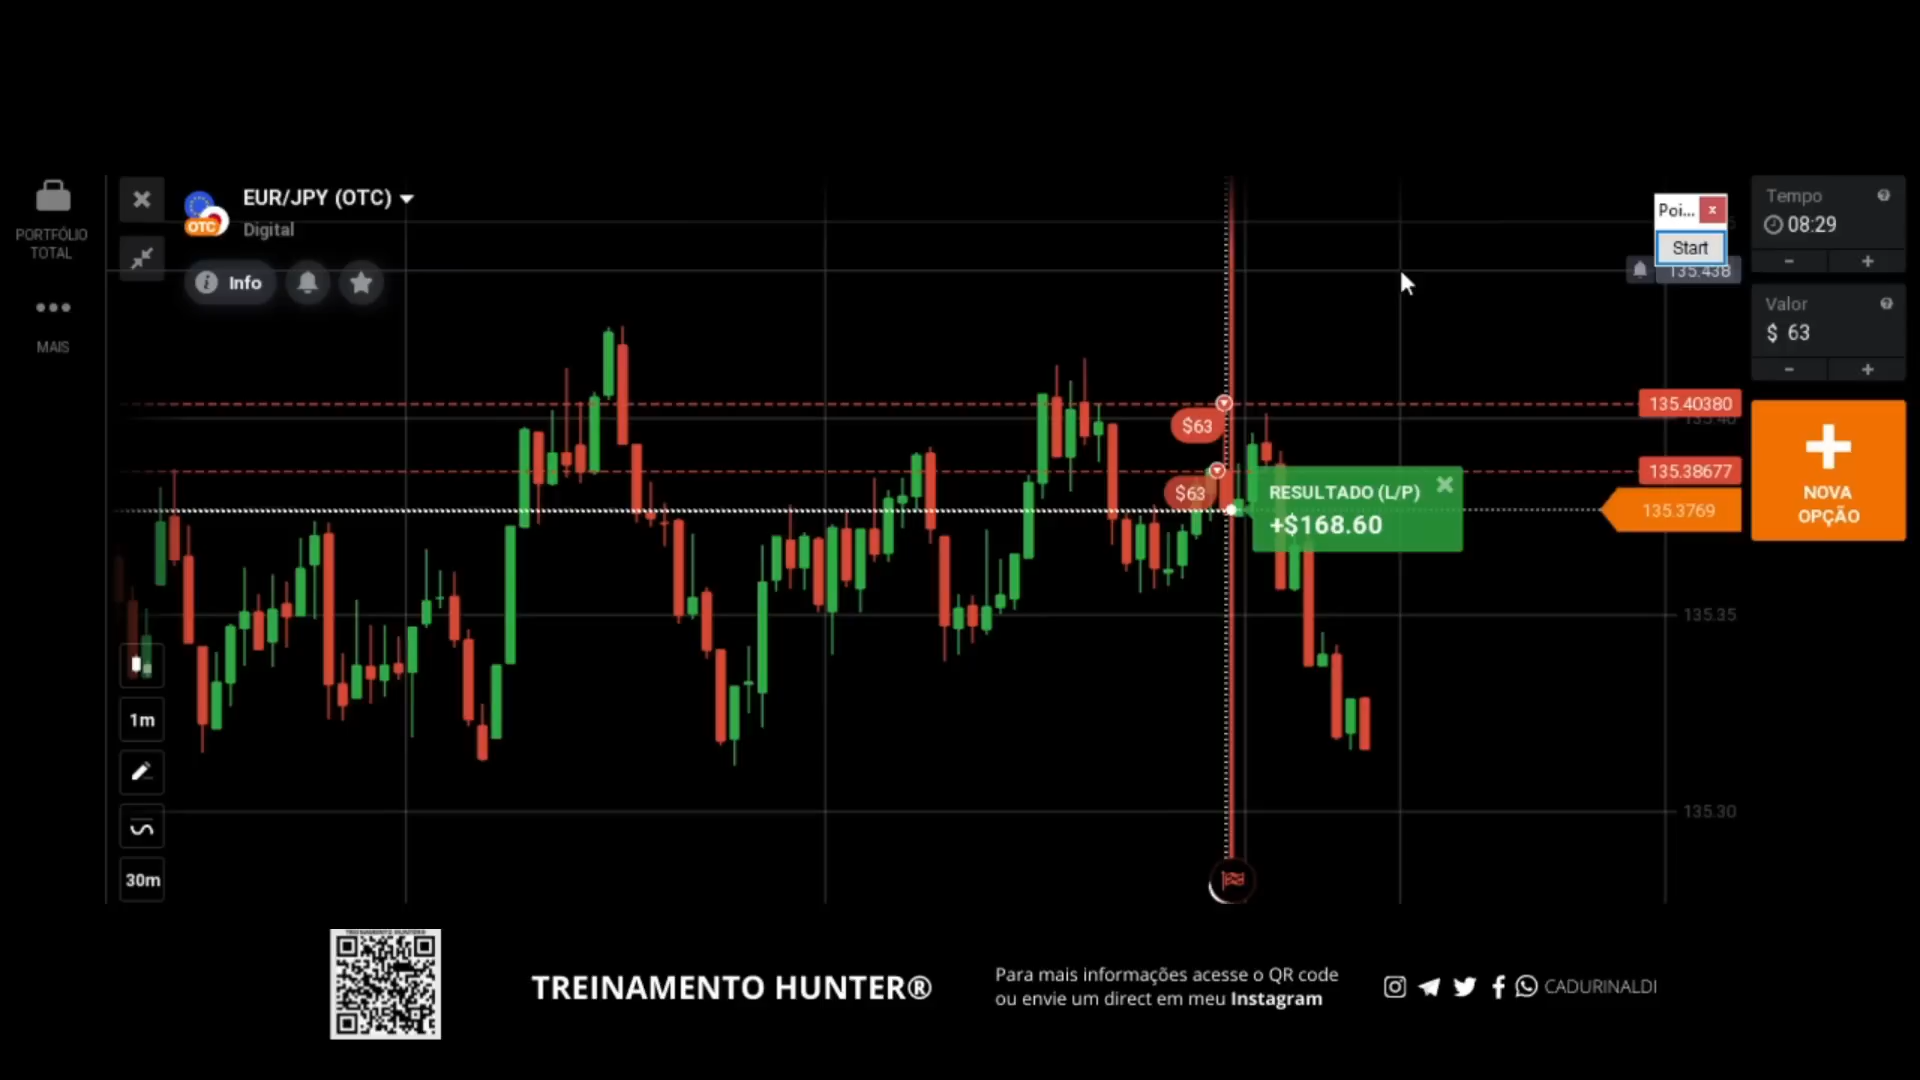 PORTFÓLIO
TOTAL
MAIS
OTC
EUR/JPY (OTC)
Digital
Info
1m
30m
$63
$63
RESULTADO (L/P)
+$168.60
Poi...
x
Start
135.438
135.40380
135.40
135.38677
135.3769
135.35
135.30
Tempo
08:29
- +
Valor
$ 63
- +
NOVA
OPÇÃO
TREINAMENTO HUNTER®
Para mais informações acesse o QR code
ou envie um direct em meu Instagram
CADURINALDI